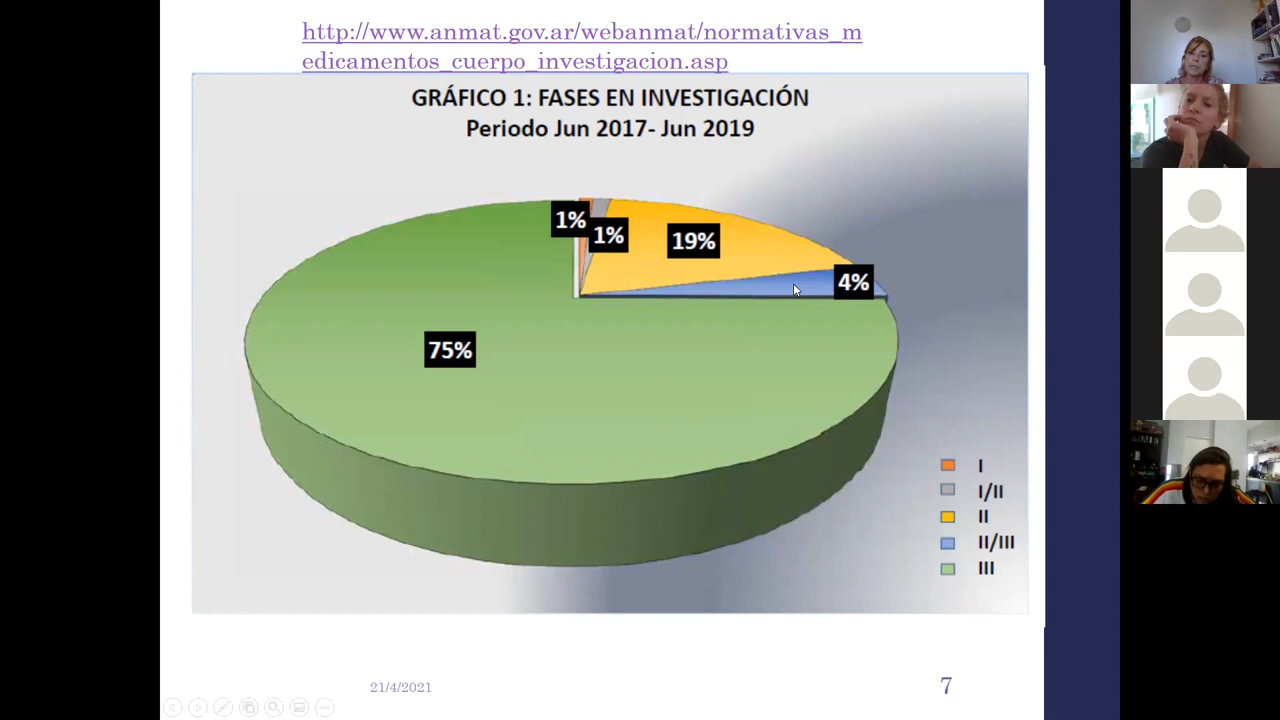 http://www.anmat.gov.ar/webanmat/normativas_m
edicamentos_cuerpo_investigacion.asp
GRÁFICO 1: FASES EN INVESTIGACIÓN
Periodo Jun 2017- Jun 2019
1%
1%
19%
4%
75%
I
I/II
II
II/III
III
21/4/2021
7